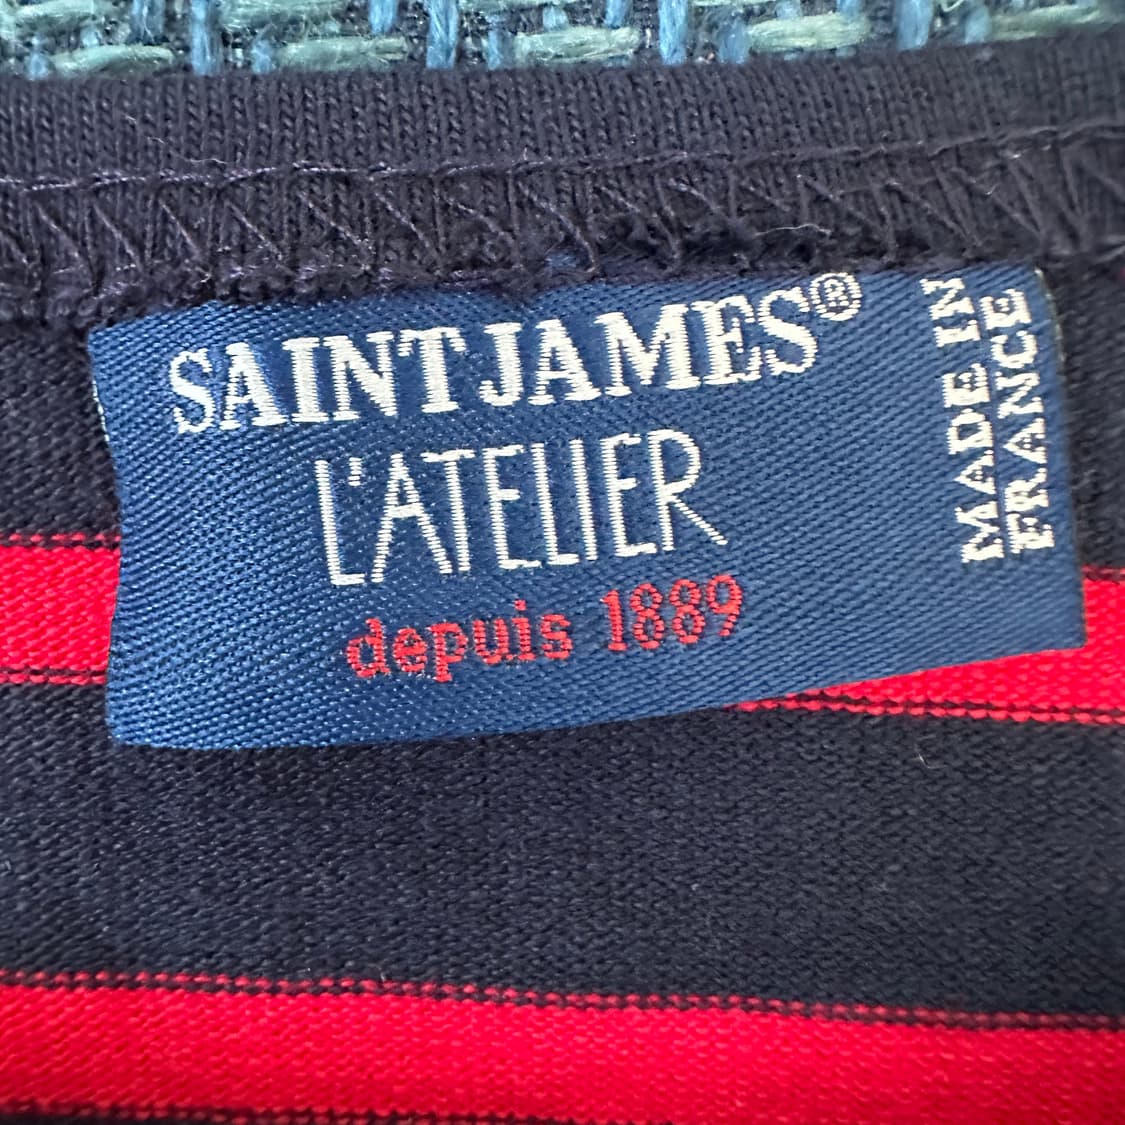 SAINT JAMES®
L'ATELIER
depuis 1889
MADE IN
FRANCE